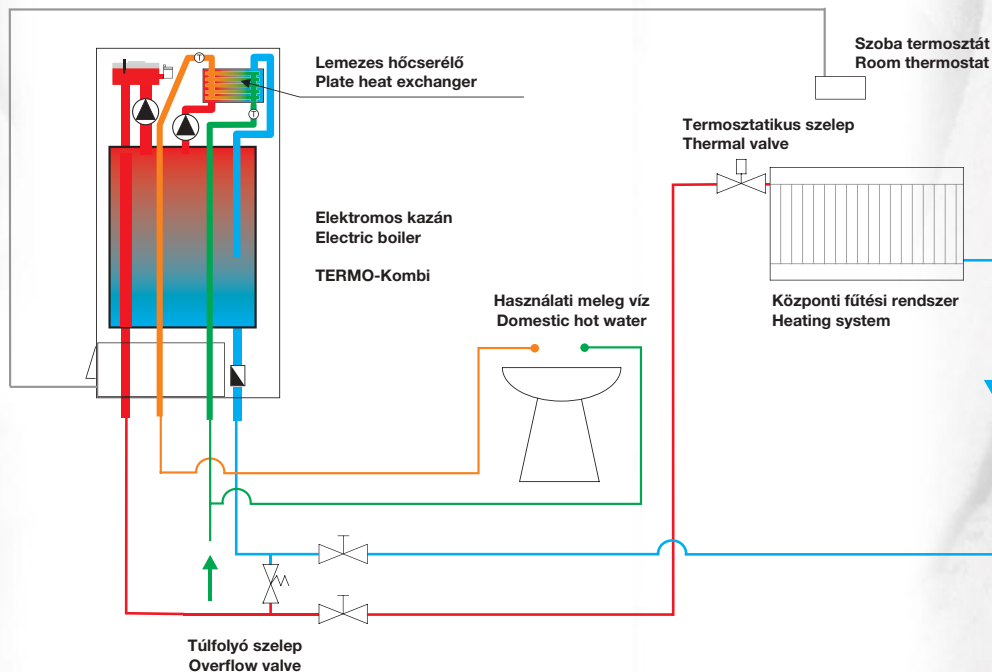 Szoba termosztát
Room thermostat
Lemezes hőcserélő
Plate heat exchanger
T
T
Termosztatikus szelep
Thermal valve
Elektromos kazán
Electric boiler
TERMO-Kombi
Használati meleg víz
Domestic hot water
Központi fűtési rendszer
Heating system
Túlfolyó szelep
Overflow valve